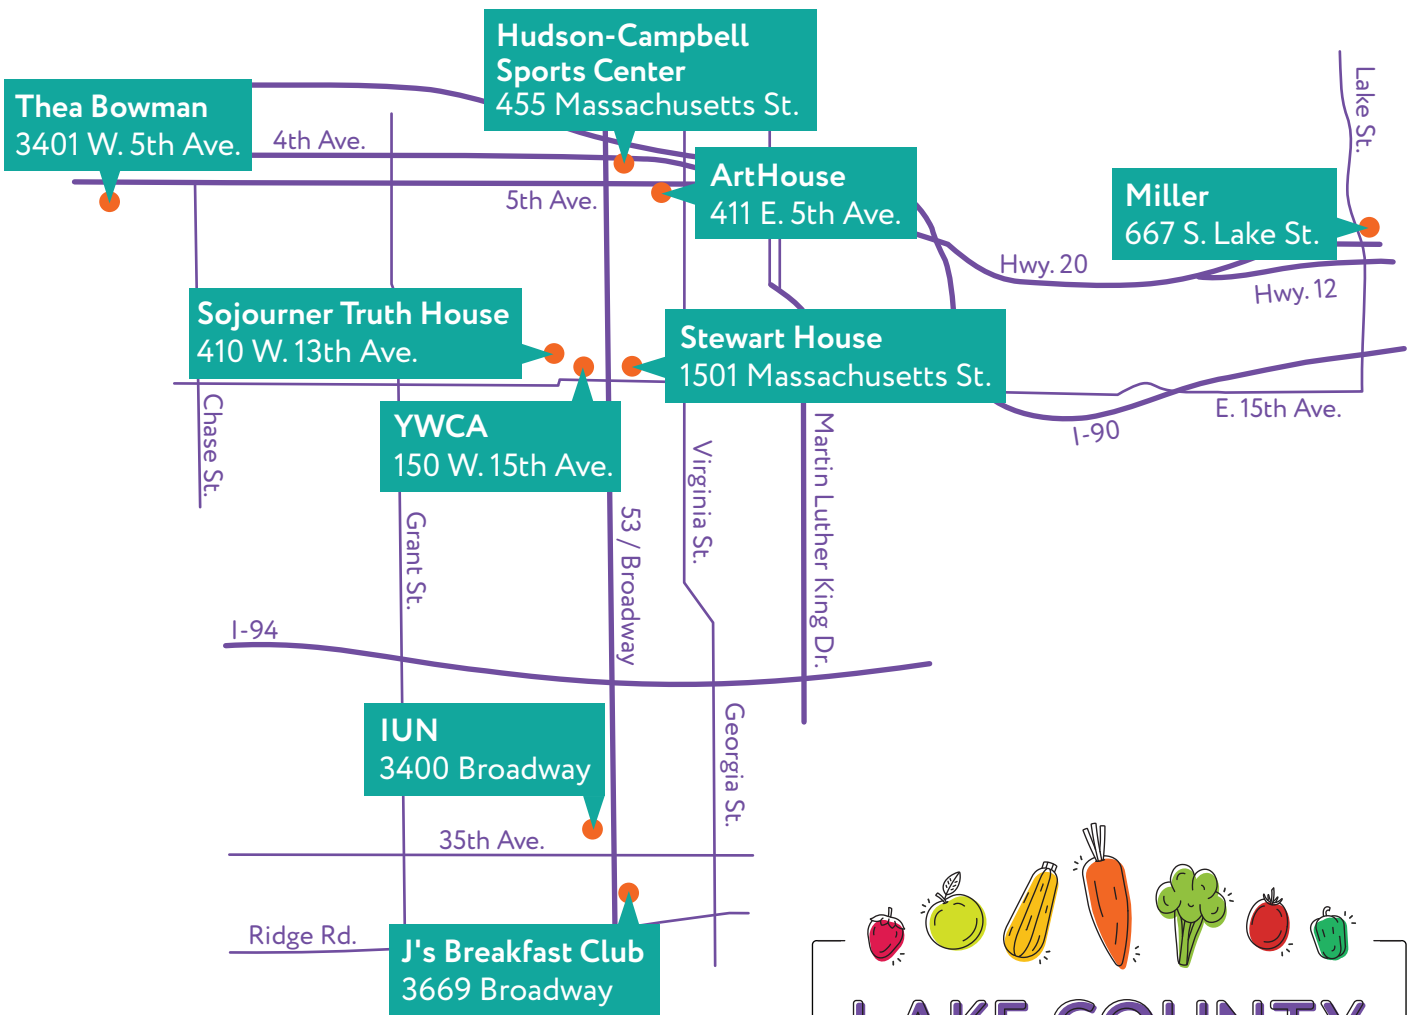 Hudson-Campbell
Sports Center
455 Massachusetts St.
Thea Bowman
3401 W. 5th Ave.
4th Ave.
5th Ave.
ArtHouse
411 E. 5th Ave.
Lake St.
Miller
667 S. Lake St.
Hwy. 20
Hwy. 12
Sojourner Truth House
410 W. 13th Ave.
Stewart House
1501 Massachusetts St.
YWCA
150 W. 15th Ave.
E. 15th Ave.
I-90
Chase St.
Grant St.
53 / Broadway
Virginia St.
Martin Luther King Dr.
I-94
IUN
3400 Broadway
Georgia St.
35th Ave.
Ridge Rd.
J's Breakfast Club
3669 Broadway
LAKE COUNTY